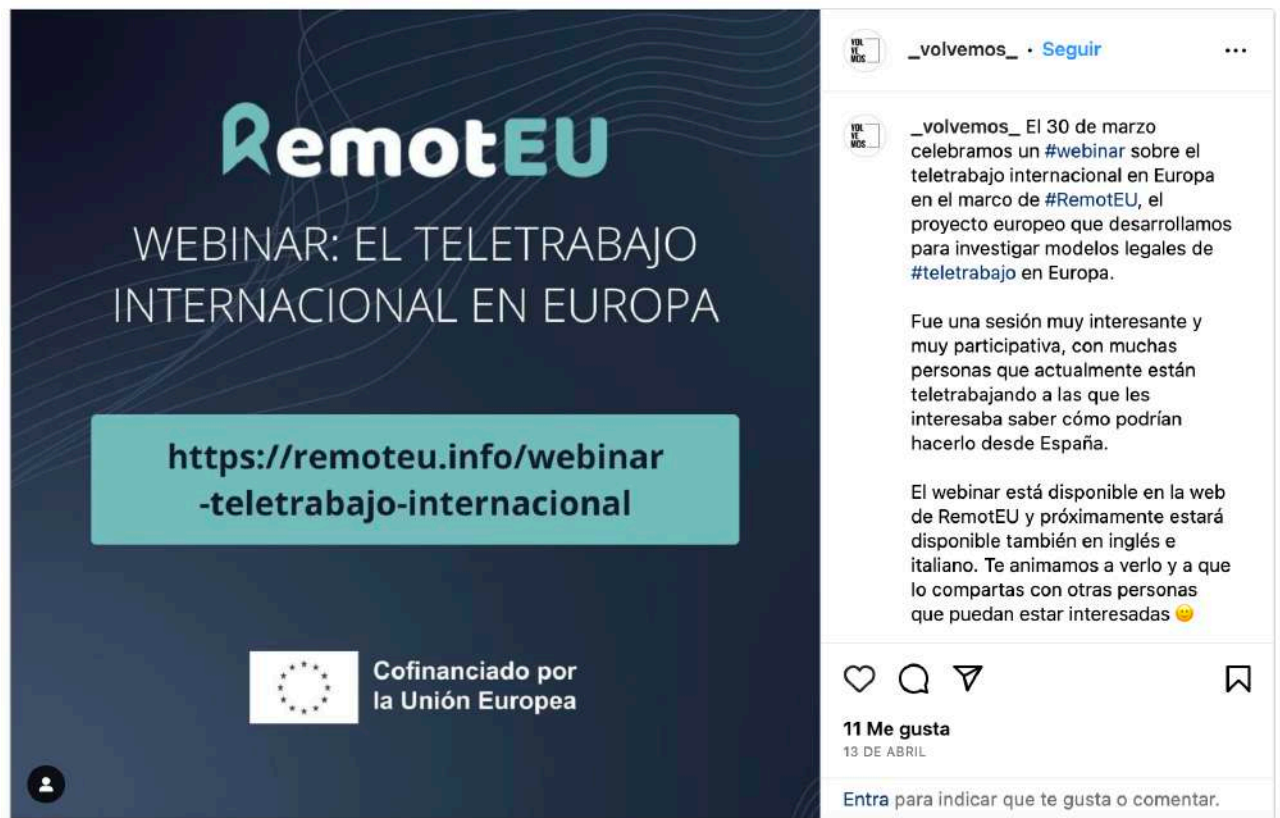 RemotEU
WEBINAR: EL TELETRABAJO
INTERNACIONAL EN EUROPA
https://remoteu.info/webinar
-teletrabajo-internacional
Cofinanciado por
la Unión Europea
VOL
VE
MOS
_volvemos_ · Seguir
VOL
VE
MOS
_volvemos_ El 30 de marzo
celebramos un #webinar sobre el
teletrabajo internacional en Europa
en el marco de #RemotEU, el
proyecto europeo que desarrollamos
para investigar modelos legales de
#teletrabajo en Europa.
Fue una sesión muy interesante y
muy participativa, con muchas
personas que actualmente están
teletrabajando a las que les
interesaba saber cómo podrían
hacerlo desde España.
El webinar está disponible en la web
de RemotEU y próximamente estará
disponible también en inglés e
italiano. Te animamos a verlo y a que
lo compartas con otras personas
que puedan estar interesadas 🙂
11 Me gusta
13 DE ABRIL
Entra para indicar que te gusta o comentar.